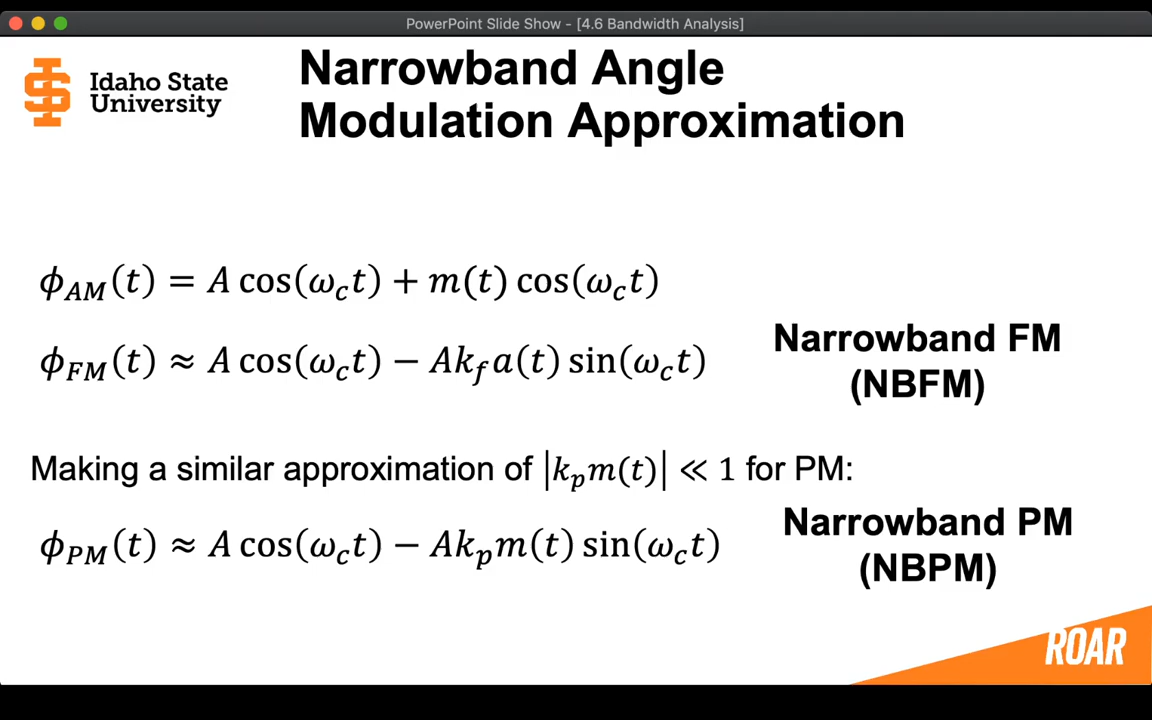 PowerPoint Slide Show - [4.6 Bandwidth Analysis]
Idaho State
University
Narrowband Angle
Modulation Approximation
ϕ_AM(t) = A cos(ω_c t) + m(t) cos(ω_c t)
ϕ_FM(t) ≈ A cos(ω_c t) − Ak_f a(t) sin(ω_c t)
Narrowband FM
(NBFM)
Making a similar approximation of |k_p m(t)| ≪ 1 for PM:
ϕ_PM(t) ≈ A cos(ω_c t) − Ak_p m(t) sin(ω_c t)
Narrowband PM
(NBPM)
ROAR